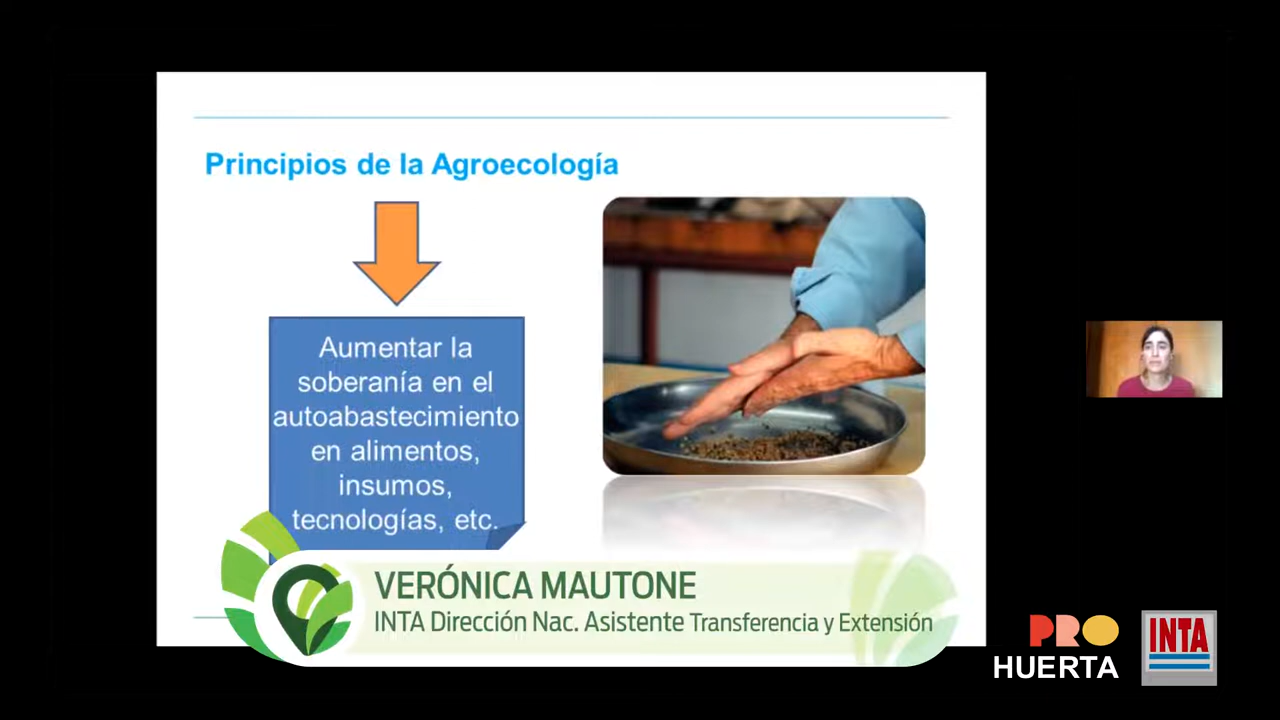 Principios de la Agroecología
Aumentar la
soberanía en el
autoabastecimiento
en alimentos,
insumos,
tecnologías, etc.
VERÓNICA MAUTONE
INTA Dirección Nac. Asistente Transferencia y Extensión
PRO
HUERTA
INTA